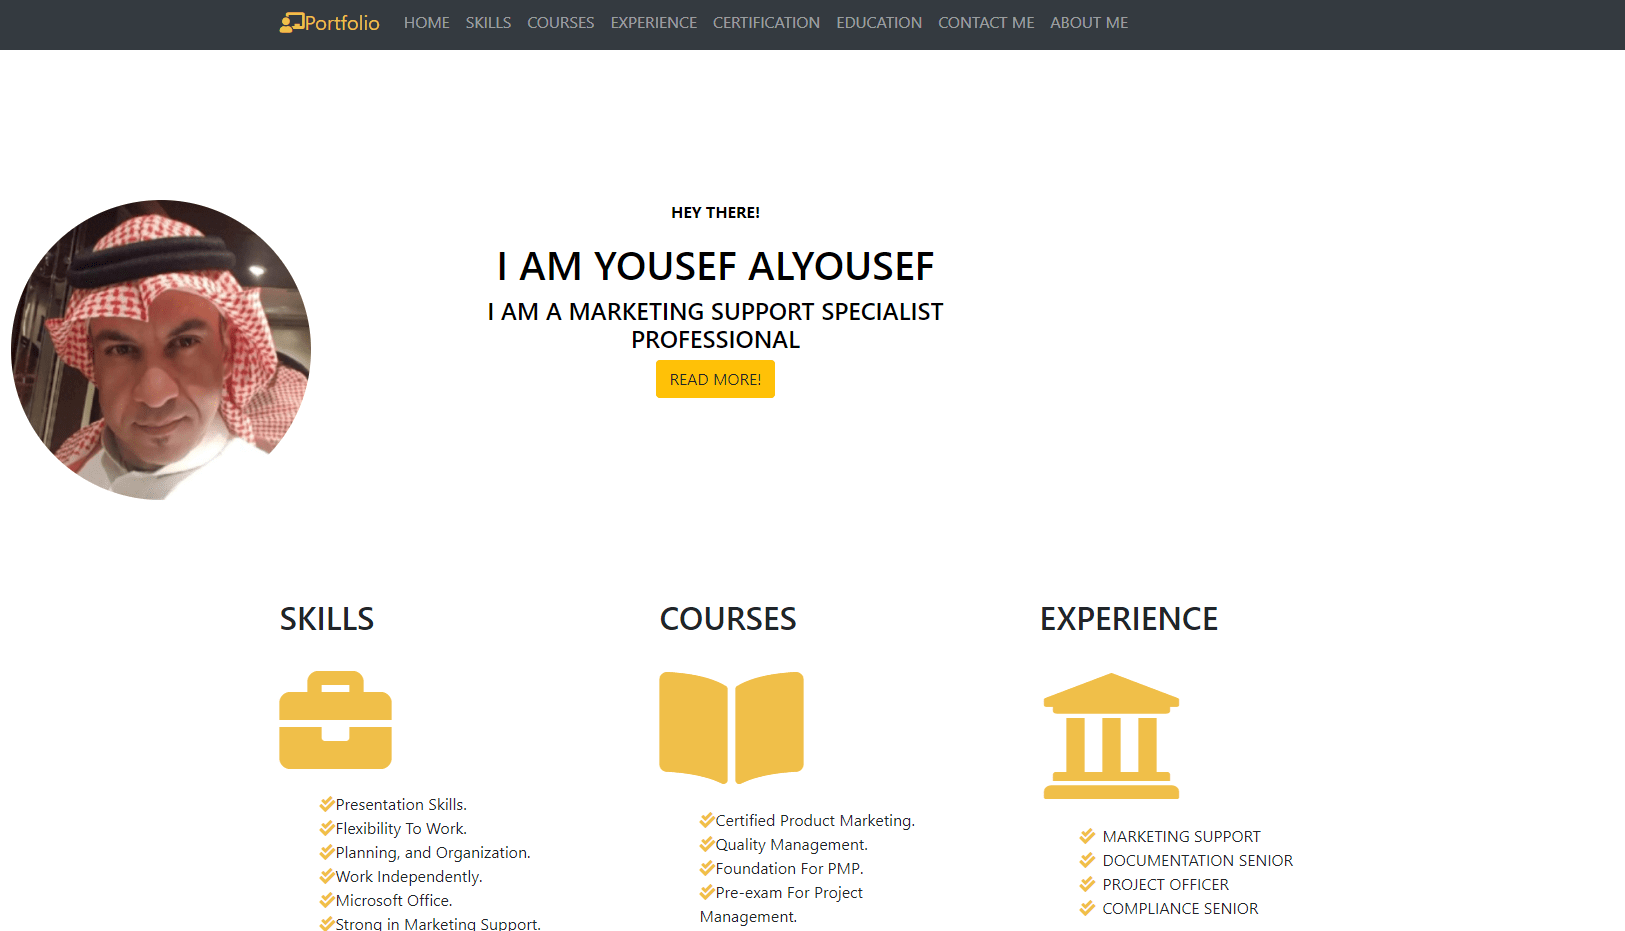 Portfolio HOME SKILLS COURSES EXPERIENCE CERTIFICATION EDUCATION CONTACT ME ABOUT ME
HEY THERE!
I AM YOUSEF ALYOUSEF
I AM A MARKETING SUPPORT SPECIALIST
PROFESSIONAL
READ MORE!
SKILLS
Presentation Skills.
Flexibility To Work.
Planning, and Organization.
Work Independently.
Microsoft Office.
Strong in Marketing Support.
COURSES
Certified Product Marketing.
Quality Management.
Foundation For PMP.
Pre-exam For Project
Management.
EXPERIENCE
MARKETING SUPPORT
DOCUMENTATION SENIOR
PROJECT OFFICER
COMPLIANCE SENIOR